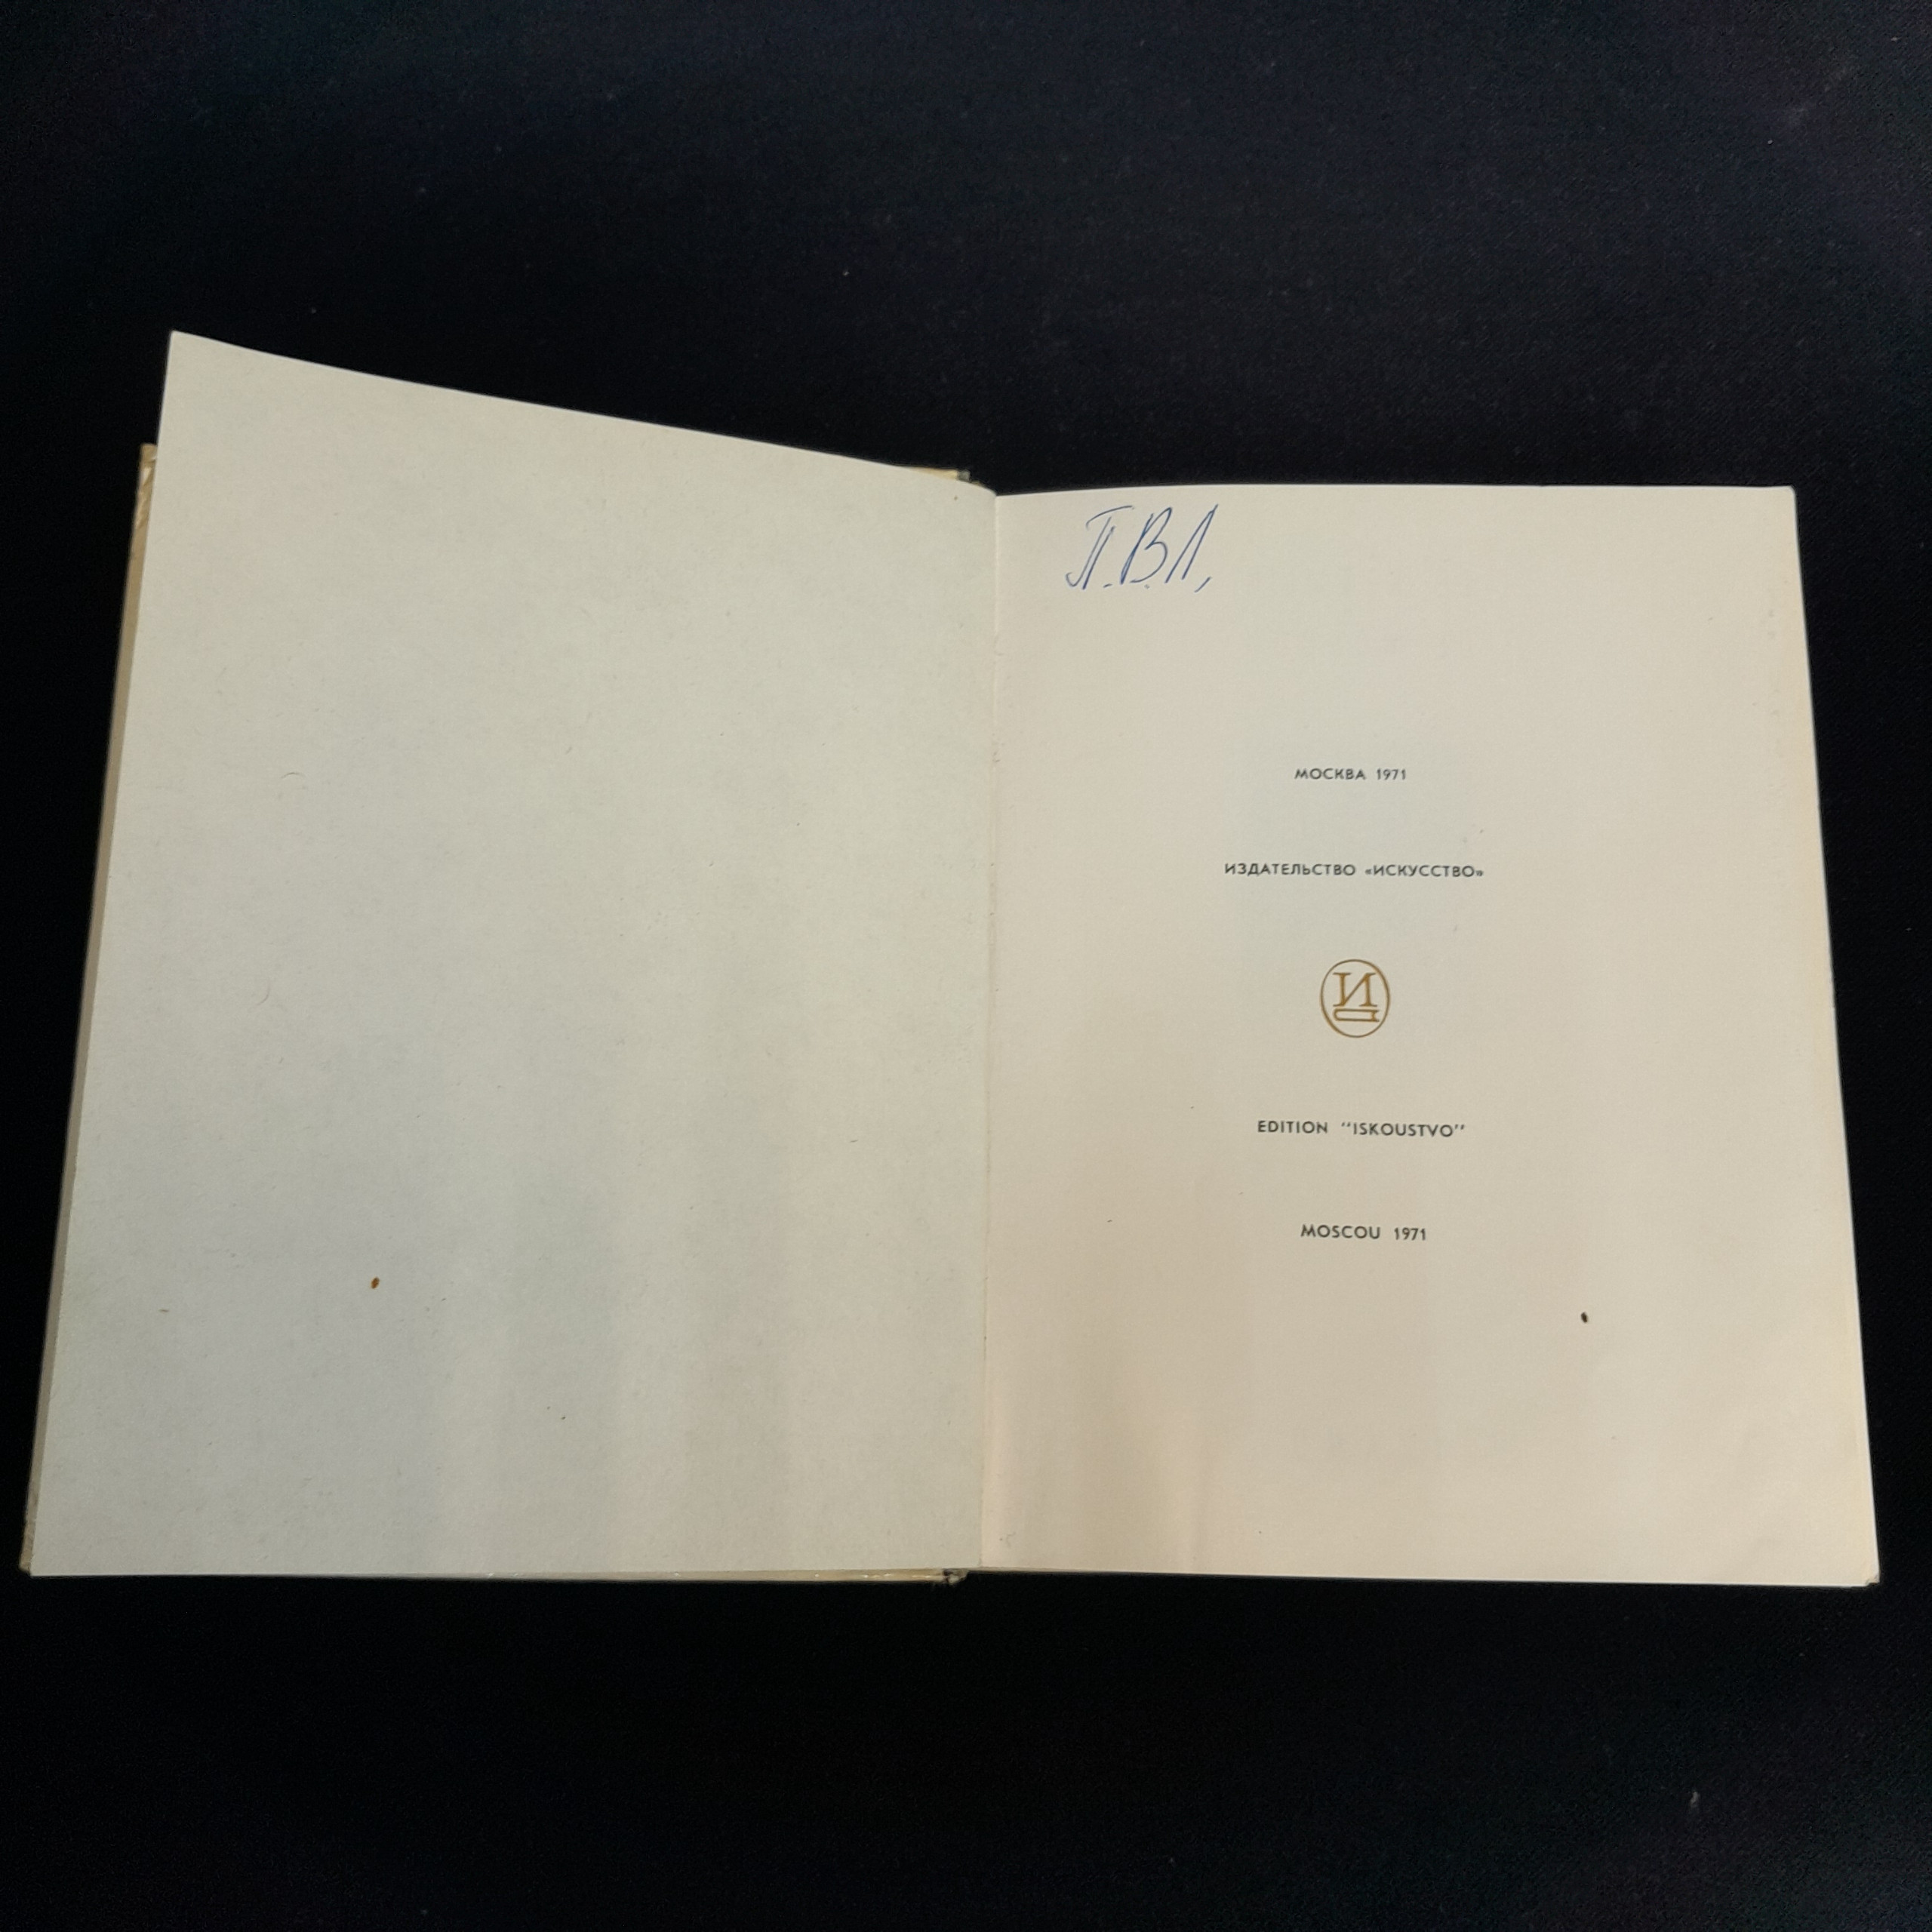 П.В.Л,
МОСКВА 1971
ИЗДАТЕЛЬСТВО «ИСКУССТВО»
И
EDITION “ISKOUSTVO”
MOSCOU 1971